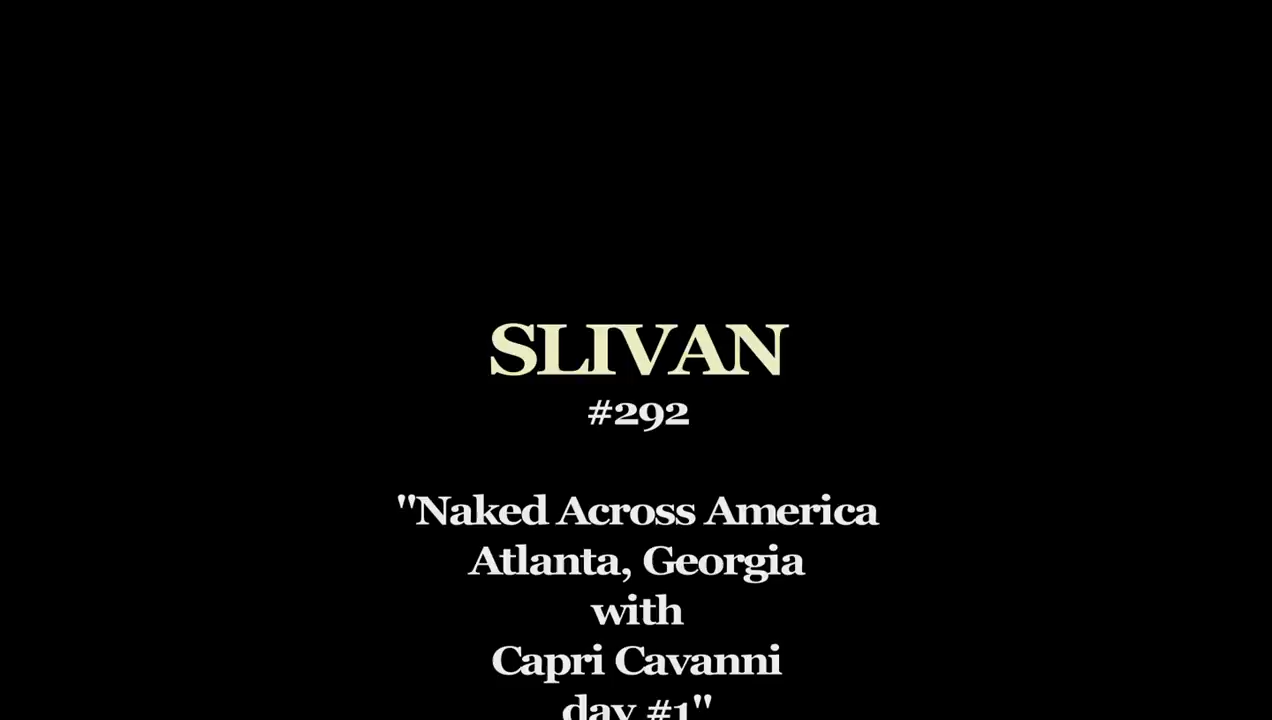 SLIVAN
#292
"Naked Across America
Atlanta, Georgia
with
Capri Cavanni
day #1"